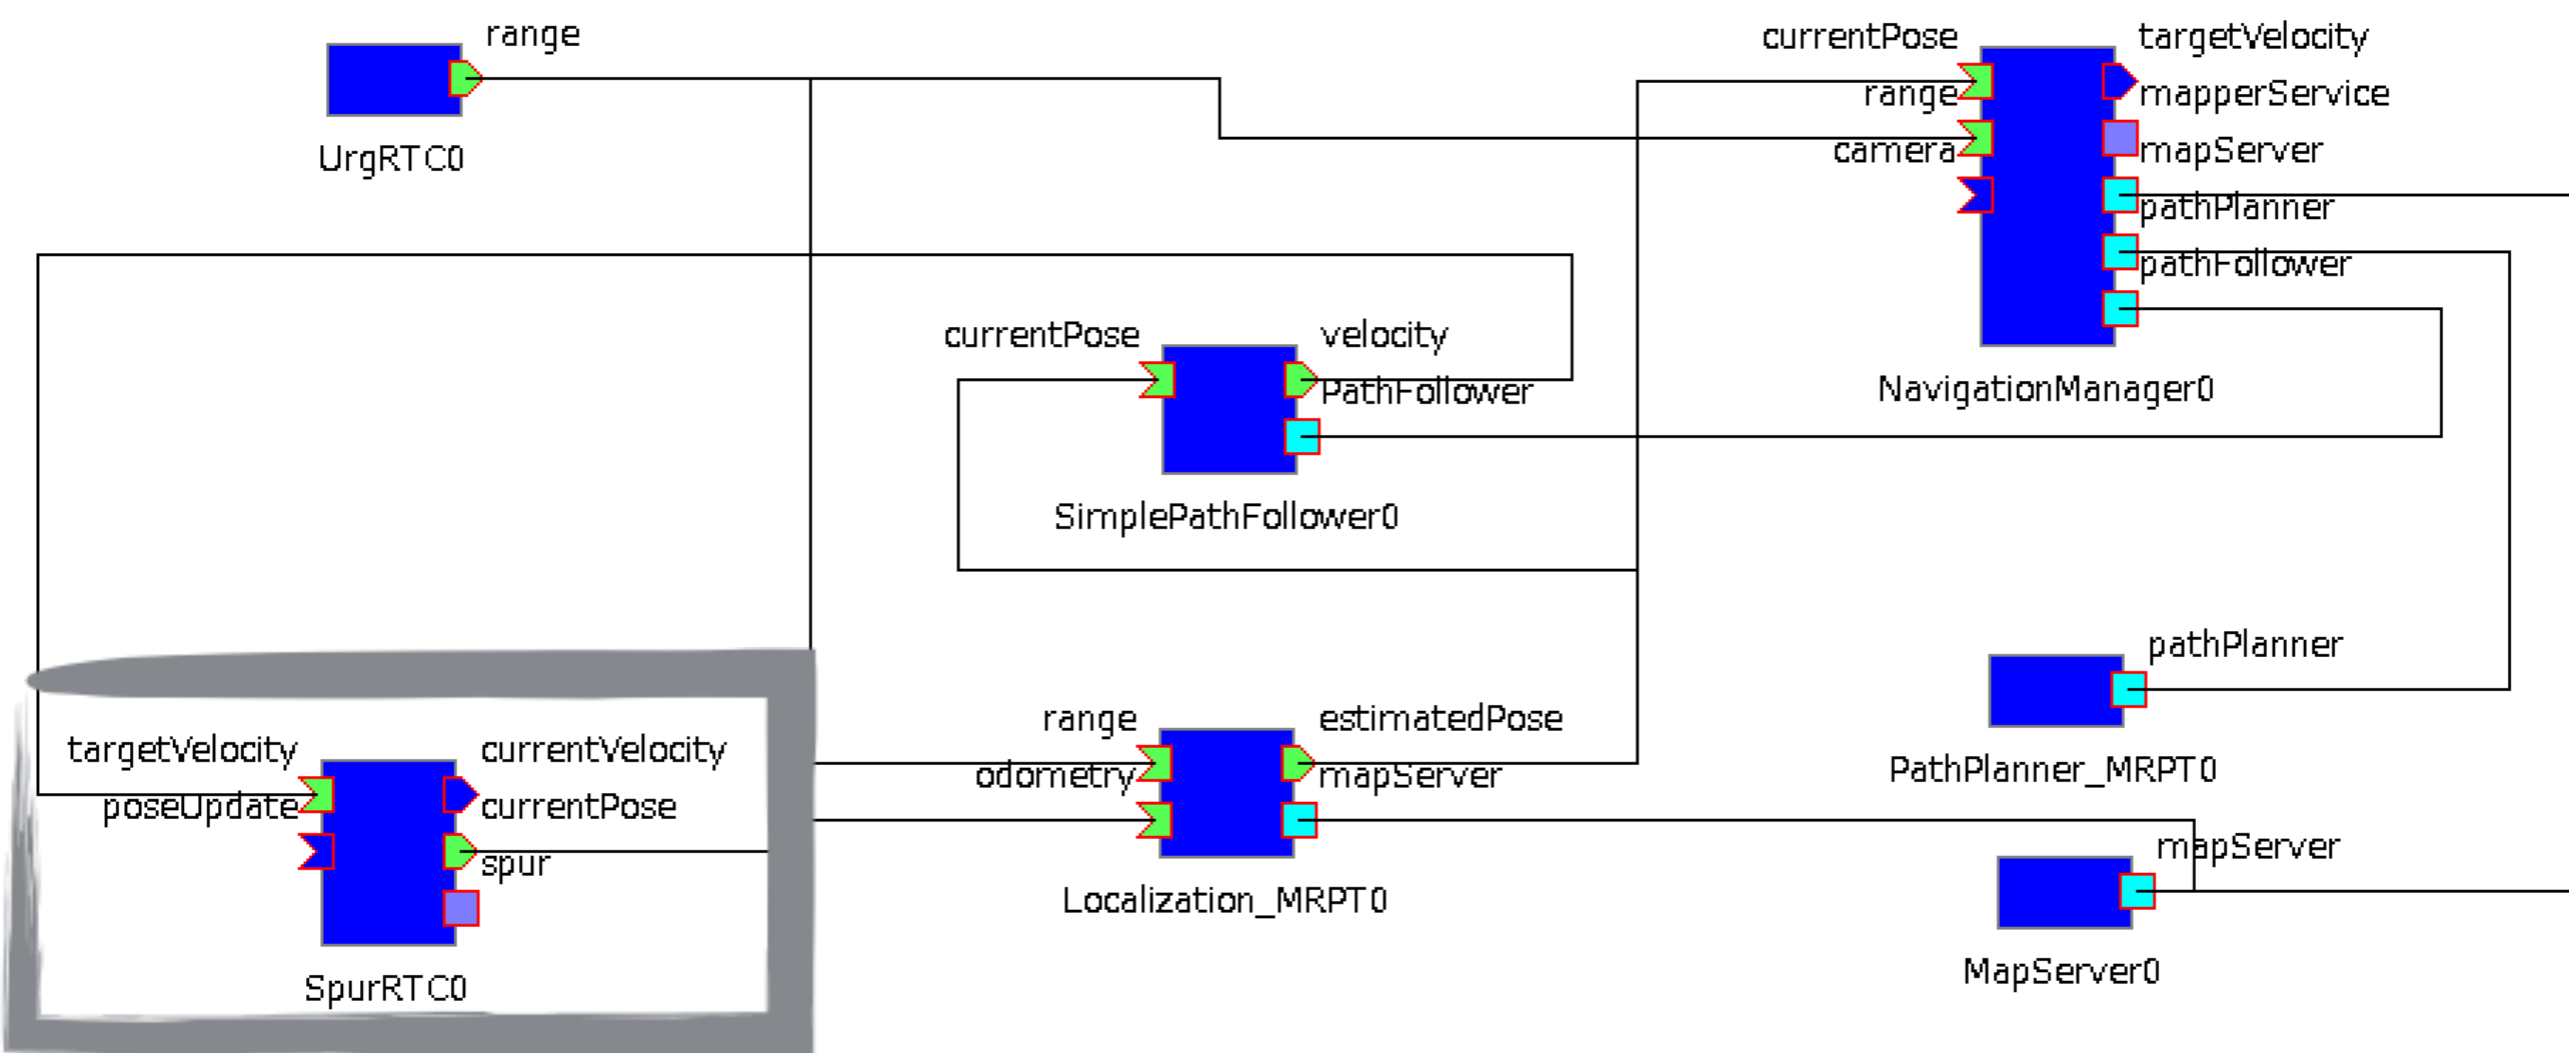 range
UrgRTC0
currentPose
range
camera
targetVelocity
mapperService
mapServer
pathPlanner
pathFollower
NavigationManager0
currentPose
velocity
PathFollower
SimplePathFollower0
targetVelocity
poseUpdate
currentVelocity
currentPose
spur
SpurRTC0
range
odometry
estimatedPose
mapServer
Localization_MRPT0
pathPlanner
PathPlanner_MRPT0
mapServer
MapServer0